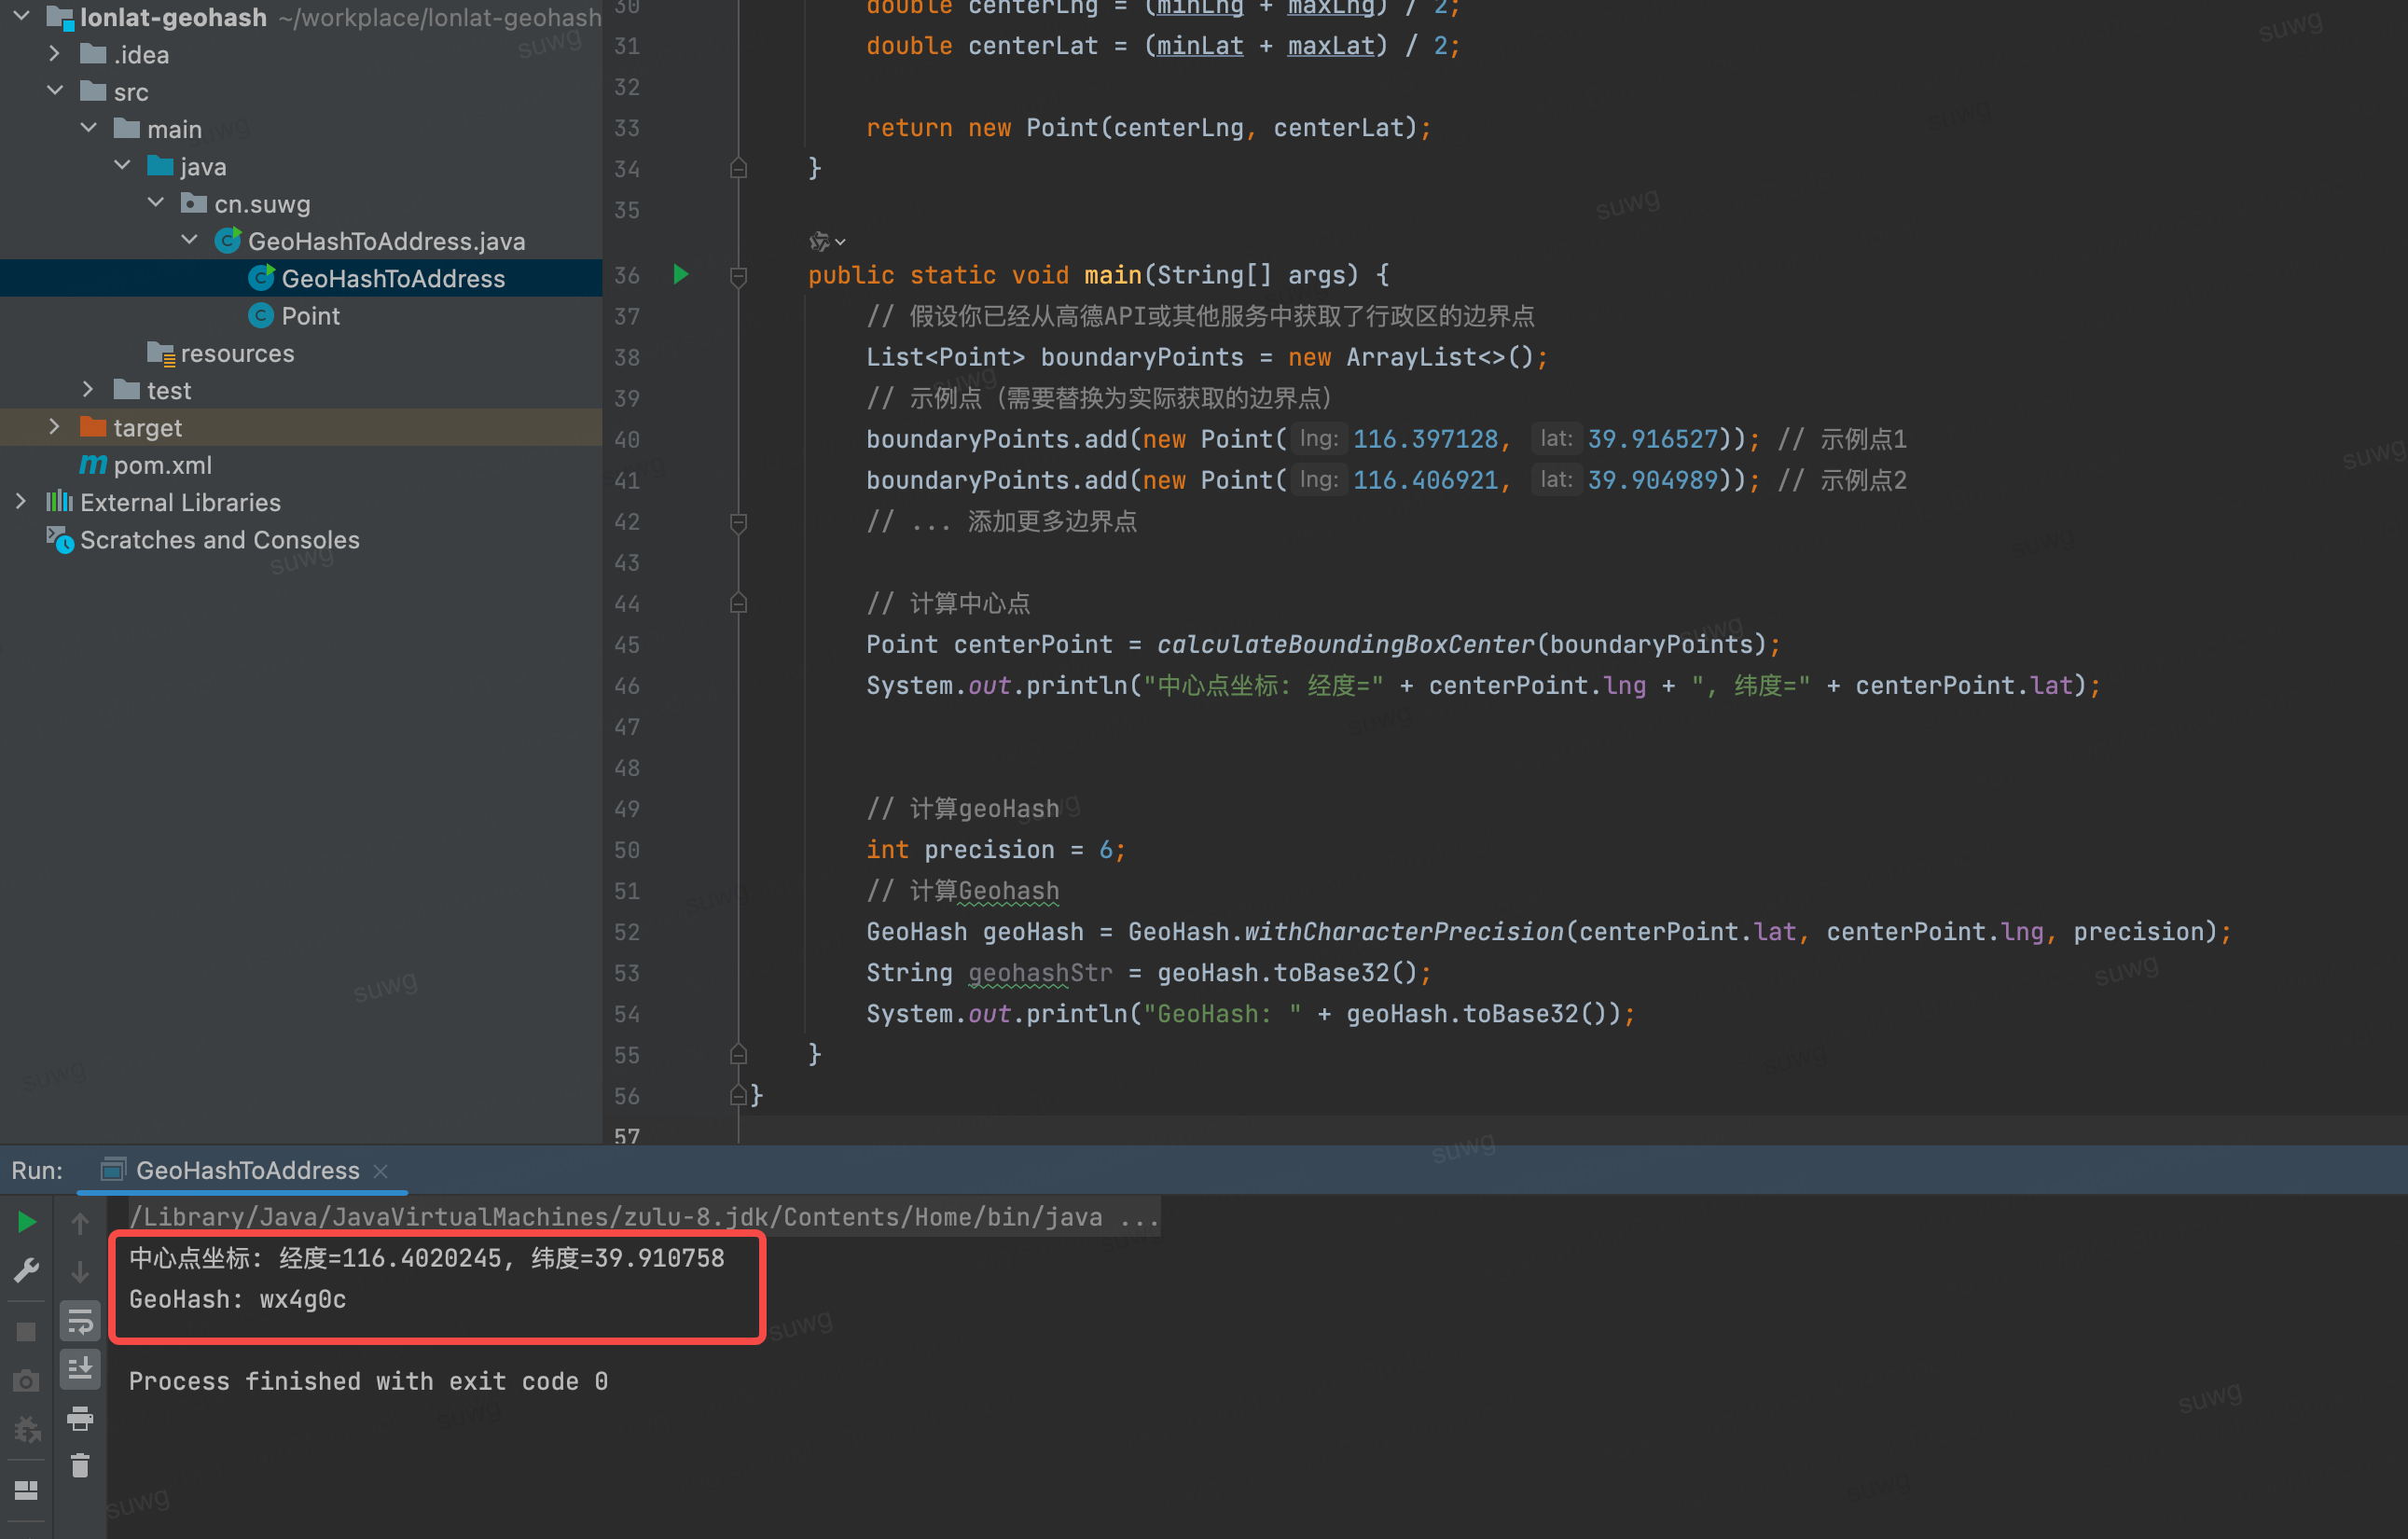 lonlat-geohash ~/workplace/lonlat-geohash
.idea
src
main
java
cn.suwg
GeoHashToAddress.java
GeoHashToAddress
Point
resources
test
target
pom.xml
External Libraries
Scratches and Consoles
30 double centerLng = (minLng + maxLng) / 2;
31 double centerLat = (minLat + maxLat) / 2;
32
33 return new Point(centerLng, centerLat);
34 }
35
36 public static void main(String[] args) {
37 // 假设你已经从高德API或其他服务中获取了行政区的边界点
38 List<Point> boundaryPoints = new ArrayList<>();
39 // 示例点（需要替换为实际获取的边界点）
40 boundaryPoints.add(new Point( lng: 116.397128, lat: 39.916527)); // 示例点1
41 boundaryPoints.add(new Point( lng: 116.406921, lat: 39.904989)); // 示例点2
42 // ... 添加更多边界点
43
44 // 计算中心点
45 Point centerPoint = calculateBoundingBoxCenter(boundaryPoints);
46 System.out.println("中心点坐标: 经度=" + centerPoint.lng + ", 纬度=" + centerPoint.lat);
47
48
49 // 计算geoHash
50 int precision = 6;
51 // 计算Geohash
52 GeoHash geoHash = GeoHash.withCharacterPrecision(centerPoint.lat, centerPoint.lng, precision);
53 String geohashStr = geoHash.toBase32();
54 System.out.println("GeoHash: " + geoHash.toBase32());
55 }
56 }
57
Run: GeoHashToAddress
/Library/Java/JavaVirtualMachines/zulu-8.jdk/Contents/Home/bin/java ...
中心点坐标: 经度=116.4020245, 纬度=39.910758
GeoHash: wx4g0c
Process finished with exit code 0
suwg